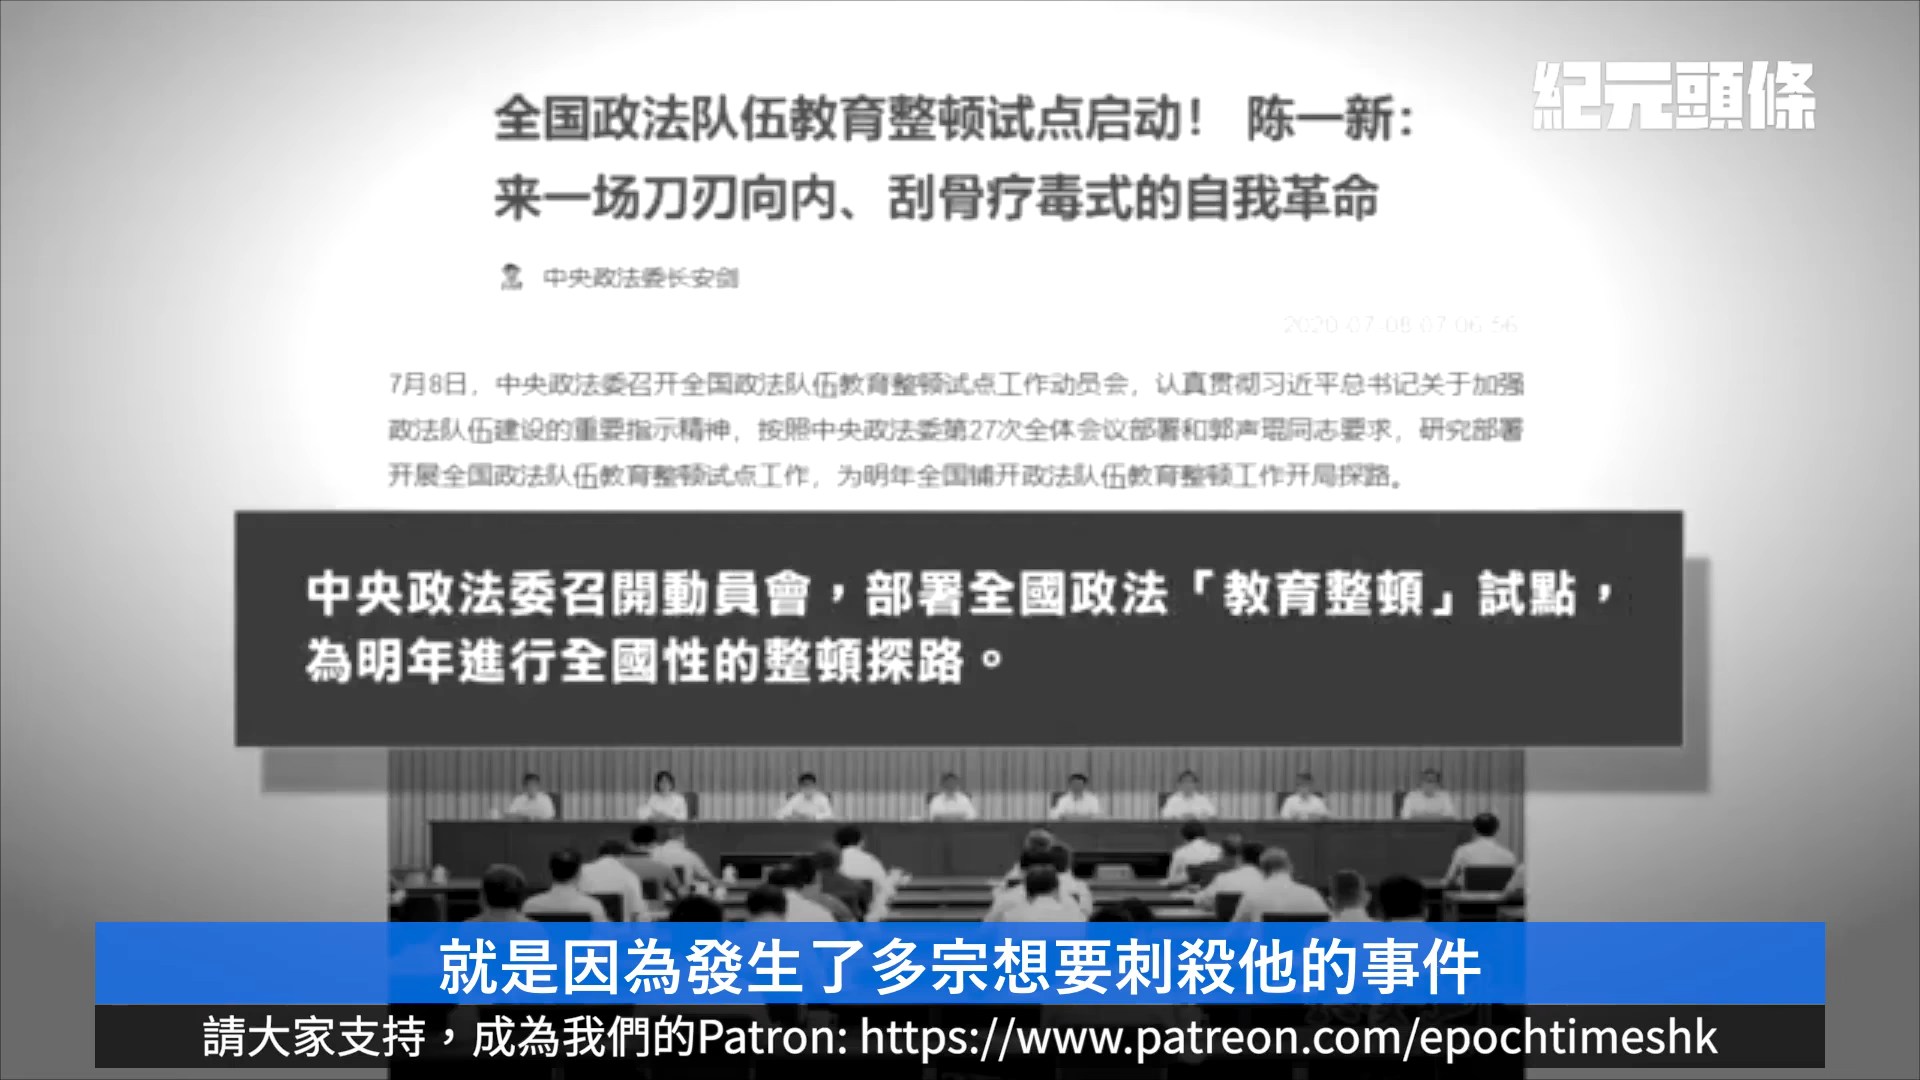 紀元頭條
全国政法队伍教育整顿试点启动！ 陈一新：
来一场刀刃向内、刮骨疗毒式的自我革命
中央政法委长安剑
2020-07-08 07:06:56
7月8日，中央政法委召开全国政法队伍教育整顿试点工作动员会，认真贯彻习近平总书记关于加强
政法队伍建设的重要指示精神，按照中央政法委第27次全体会议部署和郭声琨同志要求，研究部署
开展全国政法队伍教育整顿试点工作，为明年全国铺开政法队伍教育整顿工作开局探路。
中央政法委召開動員會，部署全國政法「教育整頓」試點，
為明年進行全國性的整頓探路。
就是因為發生了多宗想要刺殺他的事件
請大家支持，成為我們的Patron: https://www.patreon.com/epochtimeshk